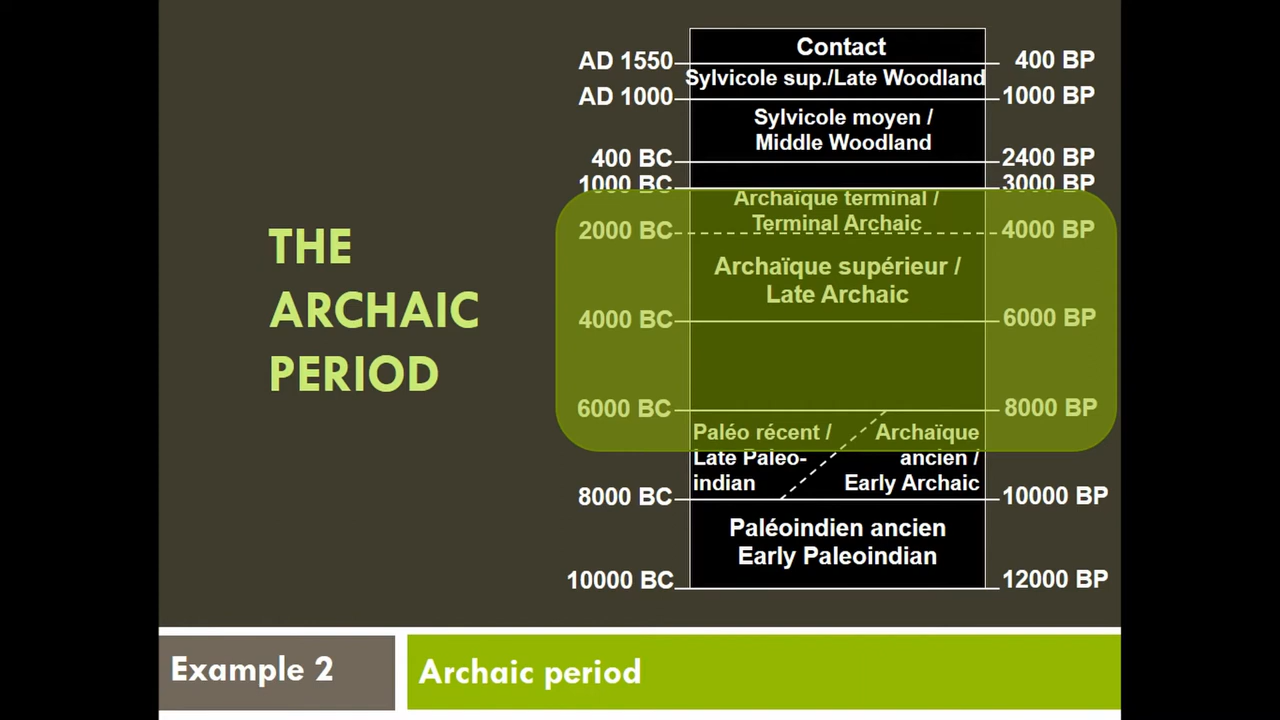 THE
ARCHAIC
PERIOD
Contact
AD 1550
400 BP
Sylvicole sup./Late Woodland
AD 1000
1000 BP
Sylvicole moyen /
Middle Woodland
400 BC
2400 BP
1000 BC
3000 BP
Archaïque terminal /
Terminal Archaic
2000 BC
4000 BP
Archaïque supérieur /
Late Archaic
4000 BC
6000 BP
6000 BC
8000 BP
Paléo récent /
Late Paleo-
indian
Archaïque
ancien /
Early Archaic
8000 BC
10000 BP
Paléoindien ancien
Early Paleoindian
10000 BC
12000 BP
Example 2
Archaic period